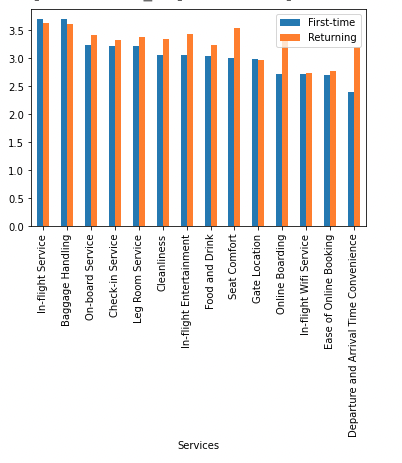 3.5
3.0
2.5
2.0
1.5
1.0
0.5
0.0
First-time
Returning
In-flight Service
Baggage Handling
On-board Service
Check-in Service
Leg Room Service
Cleanliness
In-flight Entertainment
Food and Drink
Seat Comfort
Gate Location
Online Boarding
In-flight Wifi Service
Ease of Online Booking
Departure and Arrival Time Convenience
Services